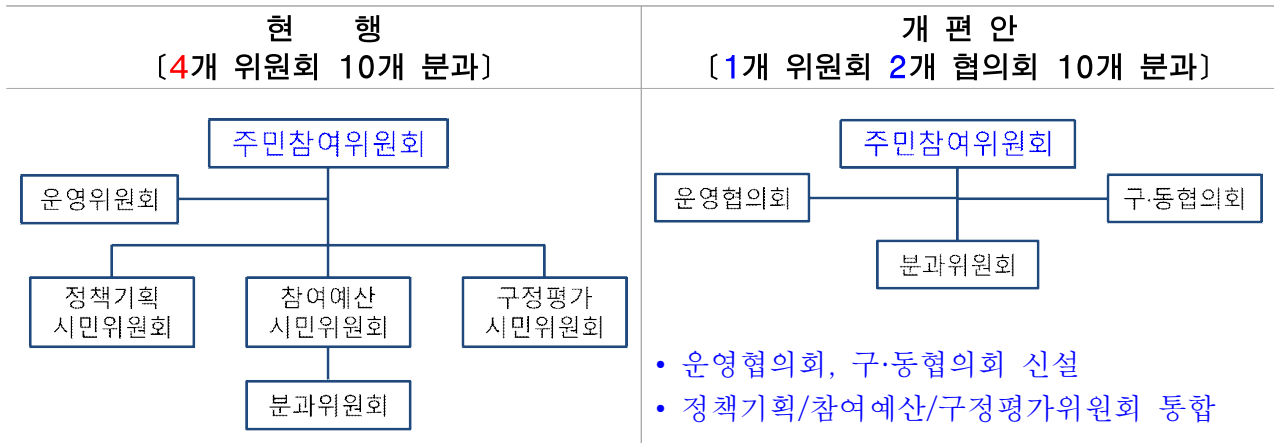 현 행
〔4개 위원회 10개 분과〕
주민참여위원회
운영위원회
정책기획
시민위원회
참여예산
시민위원회
구정평가
시민위원회
분과위원회
개 편 안
〔1개 위원회 2개 협의회 10개 분과〕
주민참여위원회
운영협의회
구·동협의회
분과위원회
• 운영협의회, 구·동협의회 신설
• 정책기획/참여예산/구정평가위원회 통합